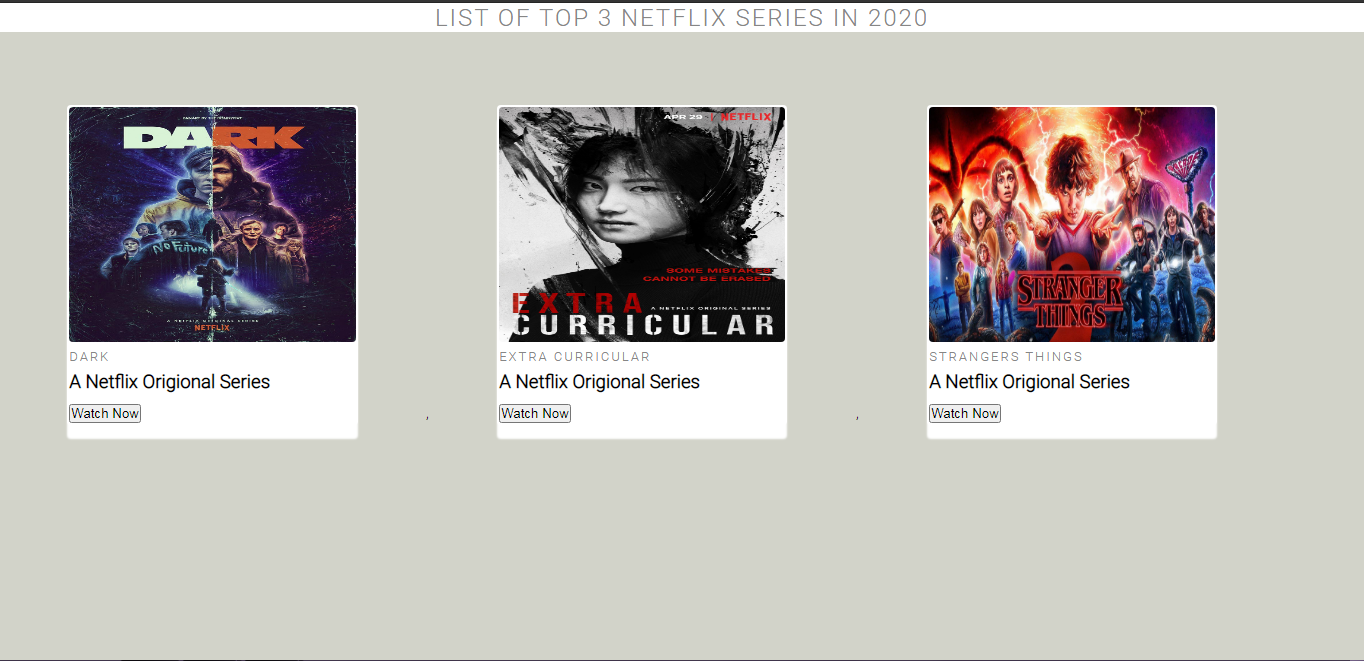 LIST OF TOP 3 NETFLIX SERIES IN 2020
DARK
No Future
A NETFLIX ORIGINAL SERIES
NETFLIX
DARK
A Netflix Origional Series
Watch Now
,
APR 29 | NETFLIX
SOME MISTAKES
CANNOT BE ERASED
EXTRA
A NETFLIX ORIGINAL SERIES
CURRICULAR
EXTRA CURRICULAR
A Netflix Origional Series
Watch Now
,
2
STRANGER
THINGS
STRANGERS THINGS
A Netflix Origional Series
Watch Now